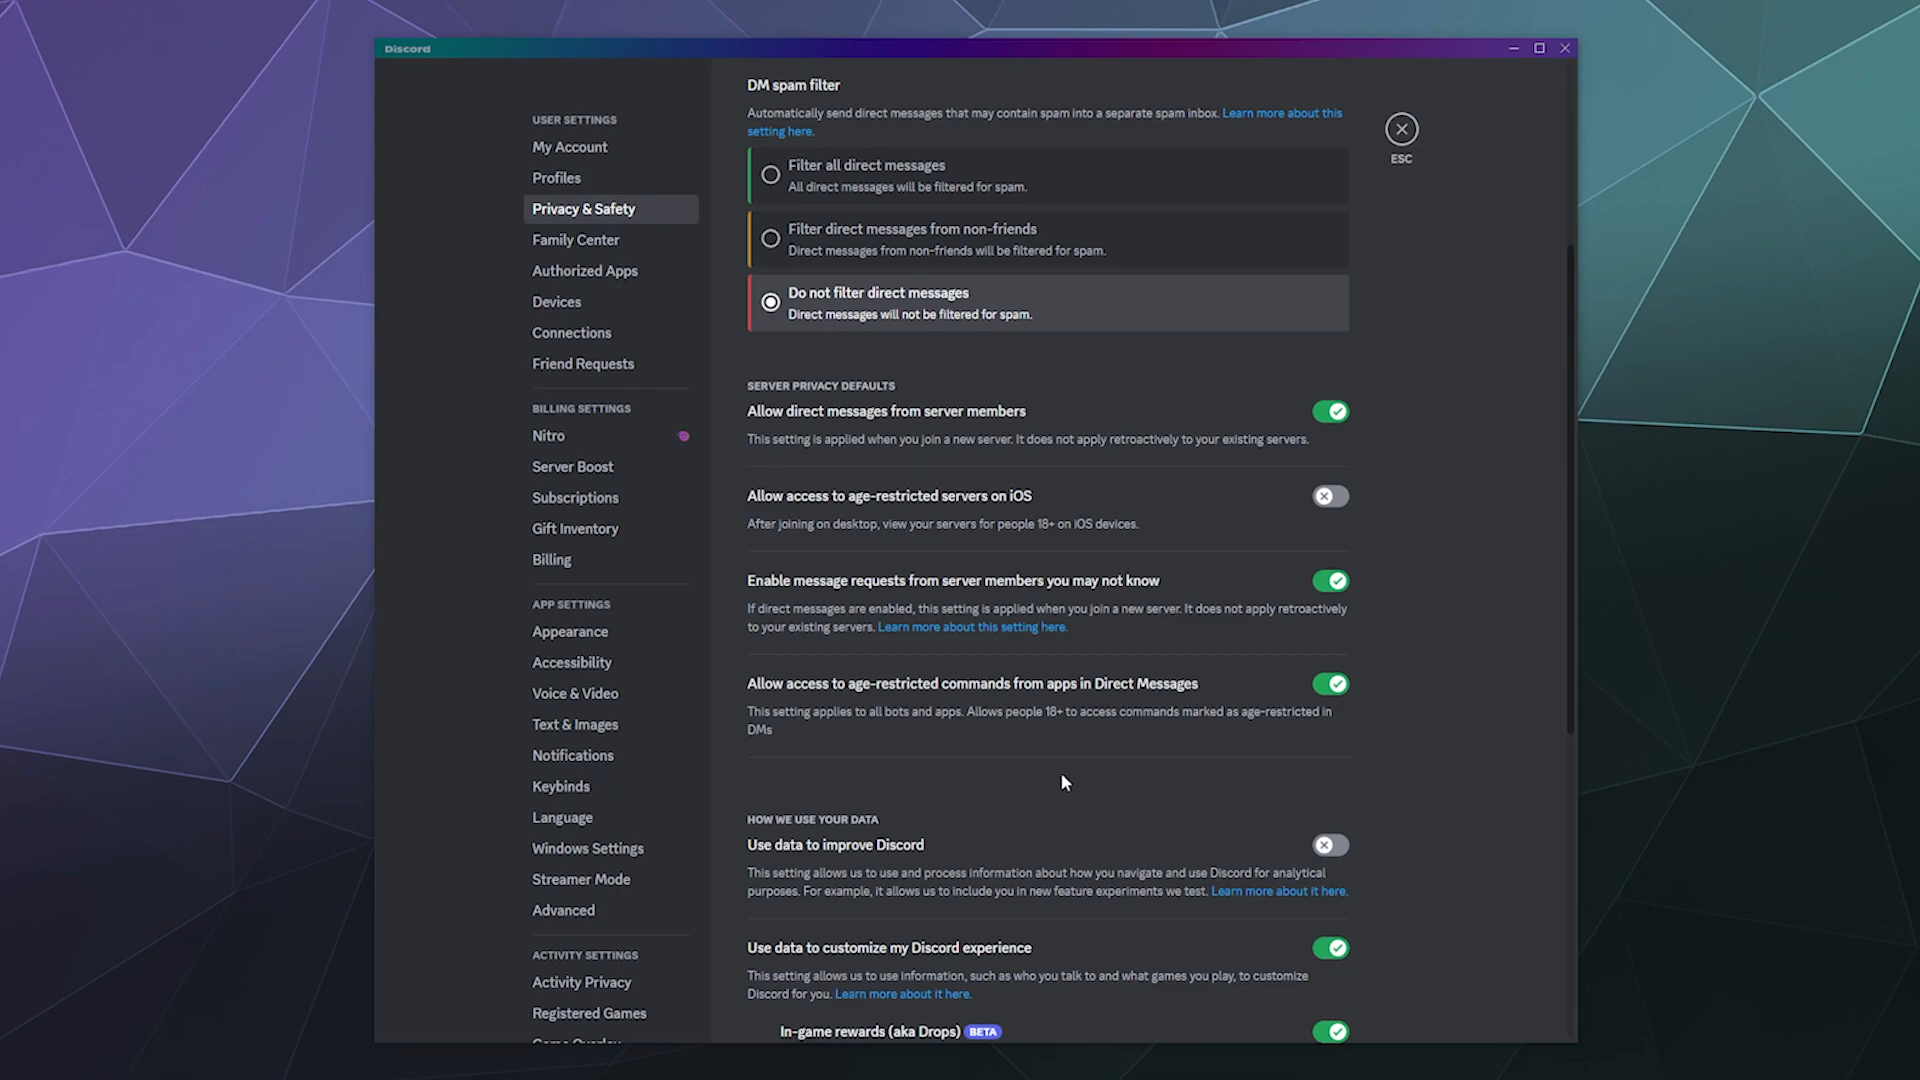 Discord
USER SETTINGS
My Account
Profiles
Privacy & Safety
Family Center
Authorized Apps
Devices
Connections
Friend Requests
BILLING SETTINGS
Nitro
Server Boost
Subscriptions
Gift Inventory
Billing
APP SETTINGS
Appearance
Accessibility
Voice & Video
Text & Images
Notifications
Keybinds
Language
Windows Settings
Streamer Mode
Advanced
ACTIVITY SETTINGS
Activity Privacy
Registered Games
Game Overlay
DM spam filter
Automatically send direct messages that may contain spam into a separate spam inbox. Learn more about this
setting here.
Filter all direct messages
All direct messages will be filtered for spam.
Filter direct messages from non-friends
Direct messages from non-friends will be filtered for spam.
Do not filter direct messages
Direct messages will not be filtered for spam.
SERVER PRIVACY DEFAULTS
Allow direct messages from server members
This setting is applied when you join a new server. It does not apply retroactively to your existing servers.
Allow access to age-restricted servers on iOS
After joining on desktop, view your servers for people 18+ on iOS devices.
Enable message requests from server members you may not know
If direct messages are enabled, this setting is applied when you join a new server. It does not apply retroactively
to your existing servers. Learn more about this setting here.
Allow access to age-restricted commands from apps in Direct Messages
This setting applies to all bots and apps. Allows people 18+ to access commands marked as age-restricted in
DMs
HOW WE USE YOUR DATA
Use data to improve Discord
This setting allows us to use and process information about how you navigate and use Discord for analytical
purposes. For example, it allows us to include you in new feature experiments we test. Learn more about it here.
Use data to customize my Discord experience
This setting allows us to use information, such as who you talk to and what games you play, to customize
Discord for you. Learn more about it here.
In-game rewards (aka Drops) BETA
ESC